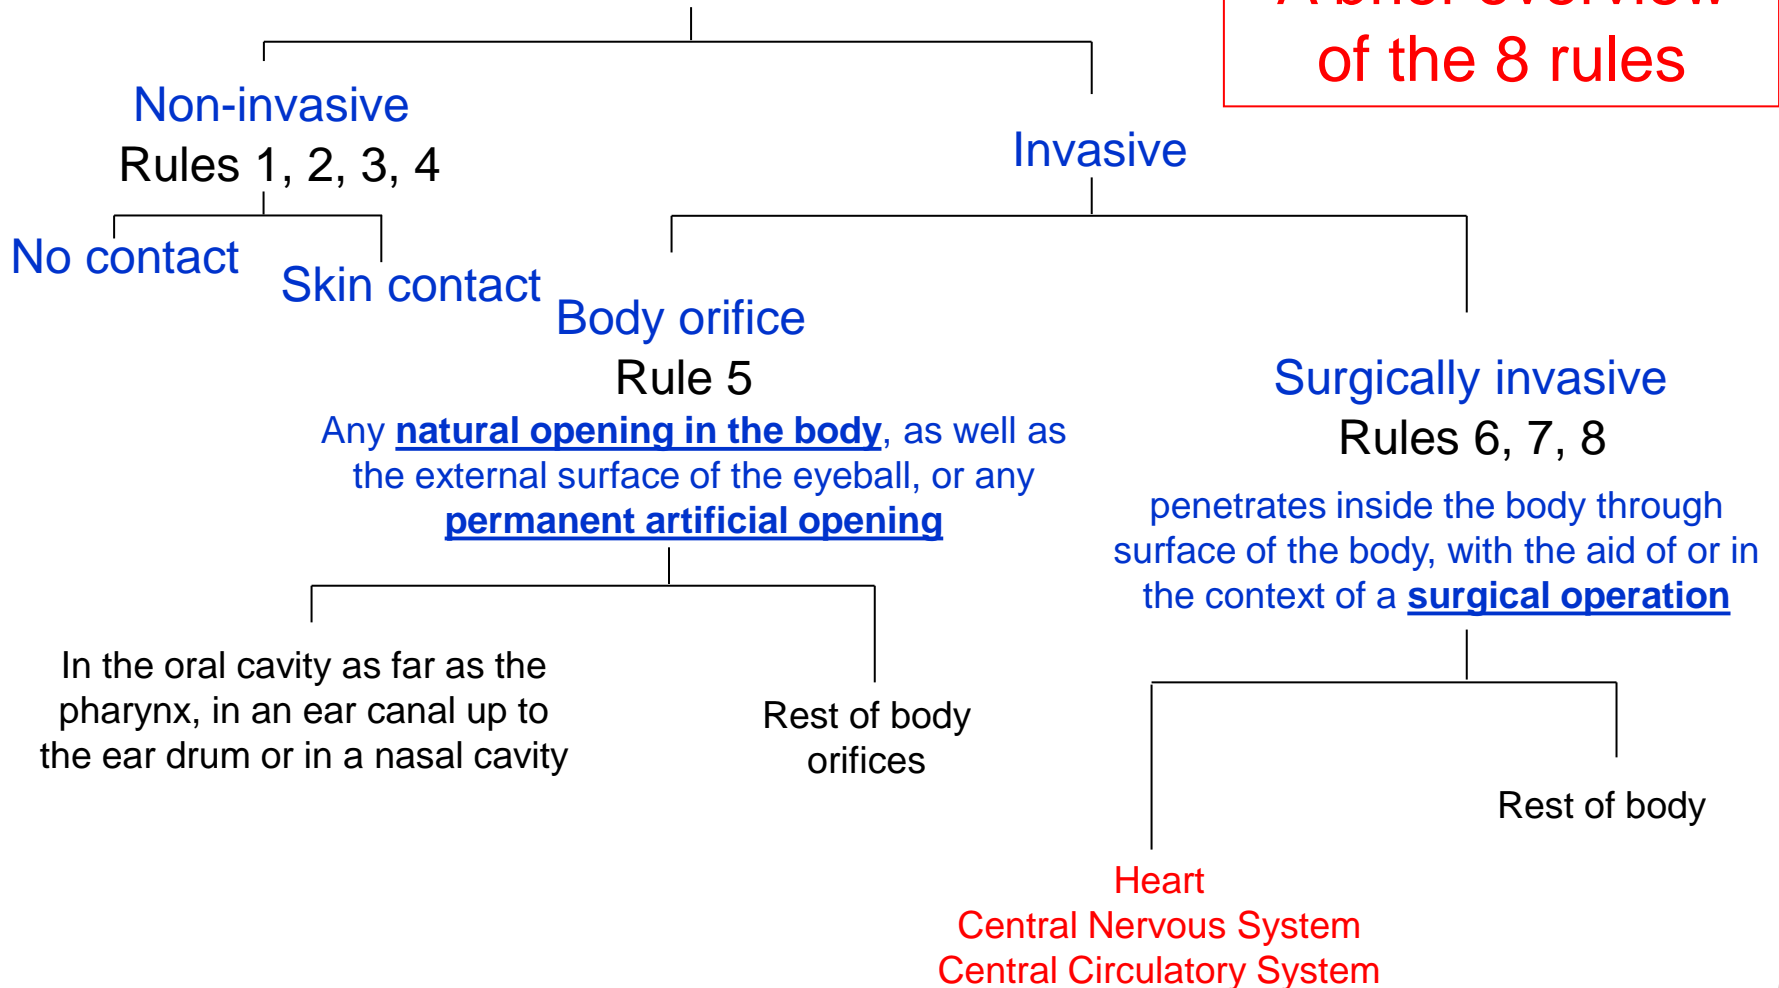 A brief overview
of the 8 rules
Non-invasive
Rules 1, 2, 3, 4
Invasive
No contact
Skin contact
Body orifice
Rule 5
Any natural opening in the body, as well as
the external surface of the eyeball, or any
permanent artificial opening
Surgically invasive
Rules 6, 7, 8
penetrates inside the body through
surface of the body, with the aid of or in
the context of a surgical operation
In the oral cavity as far as the
pharynx, in an ear canal up to
the ear drum or in a nasal cavity
Rest of body
orifices
Rest of body
Heart
Central Nervous System
Central Circulatory System